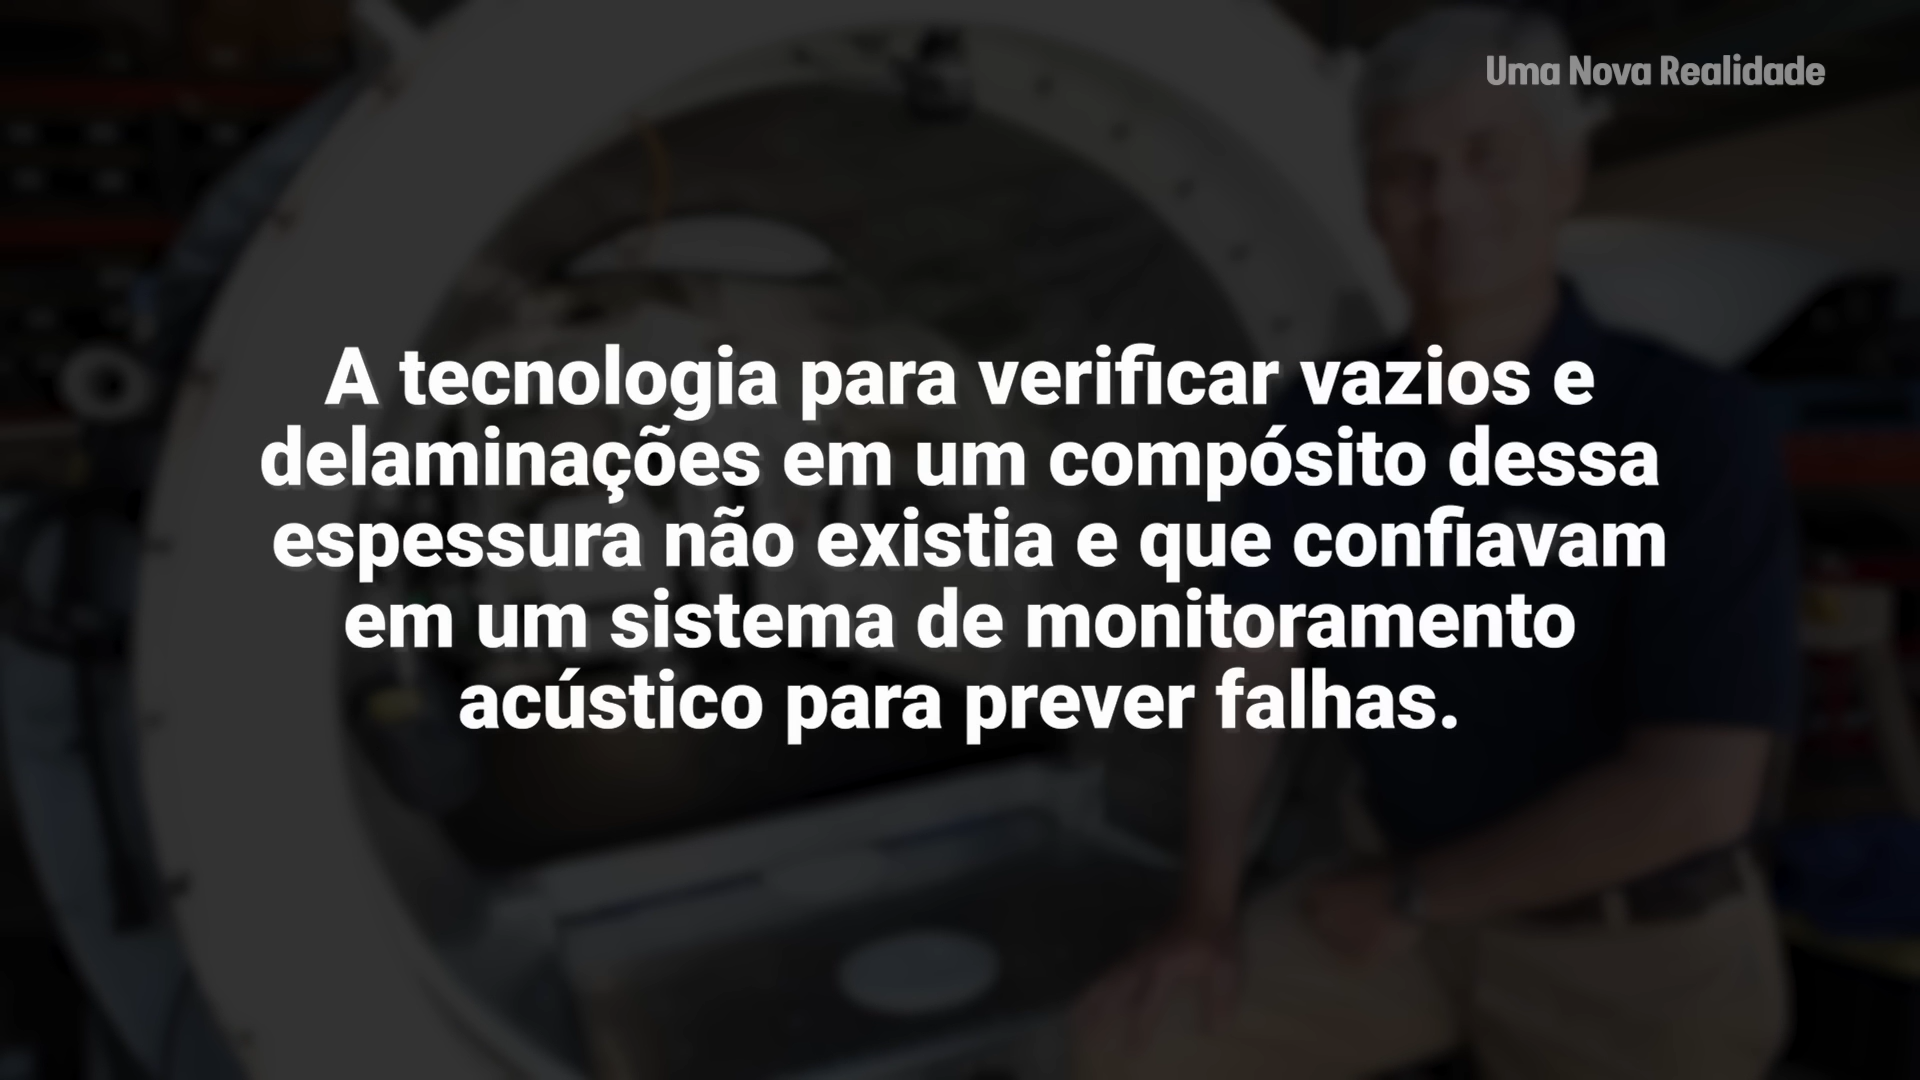 Uma Nova Realidade
A tecnologia para verificar vazios e
delaminações em um compósito dessa
espessura não existia e que confiavam
em um sistema de monitoramento
acústico para prever falhas.